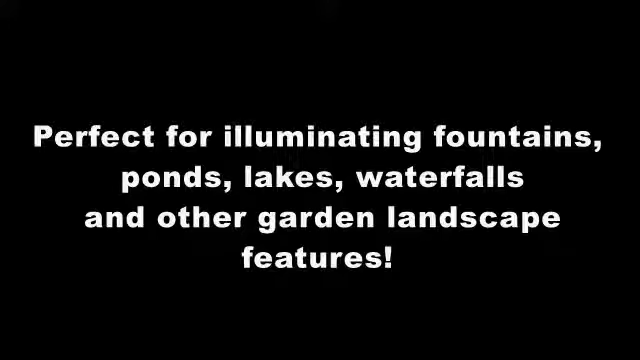 Perfect for illuminating fountains,
ponds, lakes, waterfalls
and other garden landscape
features!